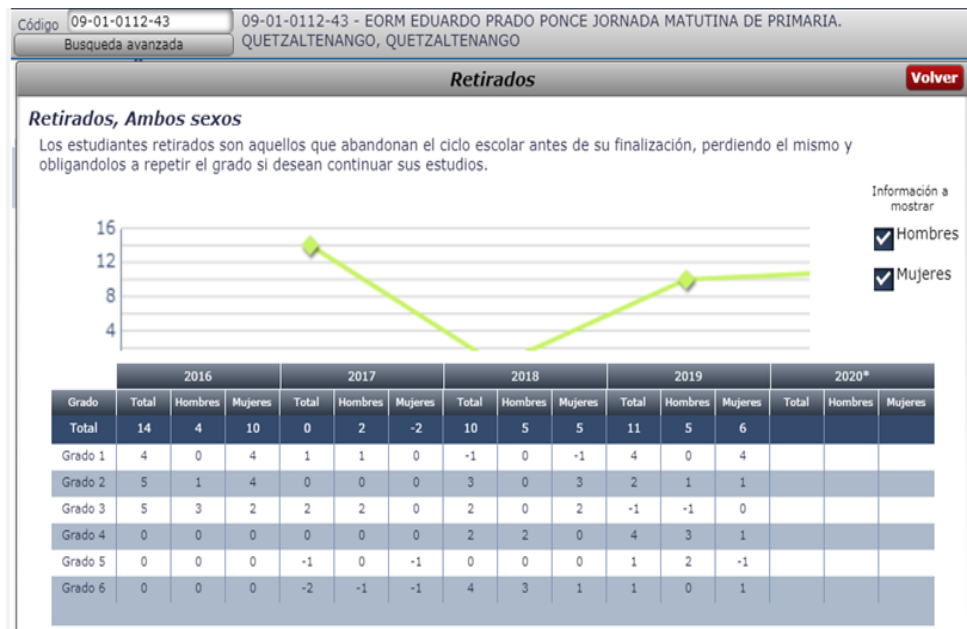 Código 09-01-0112-43 09-01-0112-43 - EORM EDUARDO PRADO PONCE JORNADA MATUTINA DE PRIMARIA.
Busqueda avanzada QUETZALTENANGO, QUETZALTENANGO
Retirados Volver
Retirados, Ambos sexos
Los estudiantes retirados son aquellos que abandonan el ciclo escolar antes de su finalización, perdiendo el mismo y
obligandolos a repetir el grado si desean continuar sus estudios.
Información a
mostrar
Hombres
Mujeres
16
12
8
4
2016 2017 2018 2019 2020*
Grado Total Hombres Mujeres Total Hombres Mujeres Total Hombres Mujeres Total Hombres Mujeres Total Hombres Mujeres
Total 14 4 10 0 2 -2 10 5 5 11 5 6
Grado 1 4 0 4 1 1 0 -1 0 -1 4 0 4
Grado 2 5 1 4 0 0 0 3 0 3 2 1 1
Grado 3 5 3 2 2 2 0 2 0 2 -1 -1 0
Grado 4 0 0 0 0 0 0 2 2 0 4 3 1
Grado 5 0 0 0 -1 0 -1 0 0 0 1 2 -1
Grado 6 0 0 0 -2 -1 -1 4 3 1 1 0 1